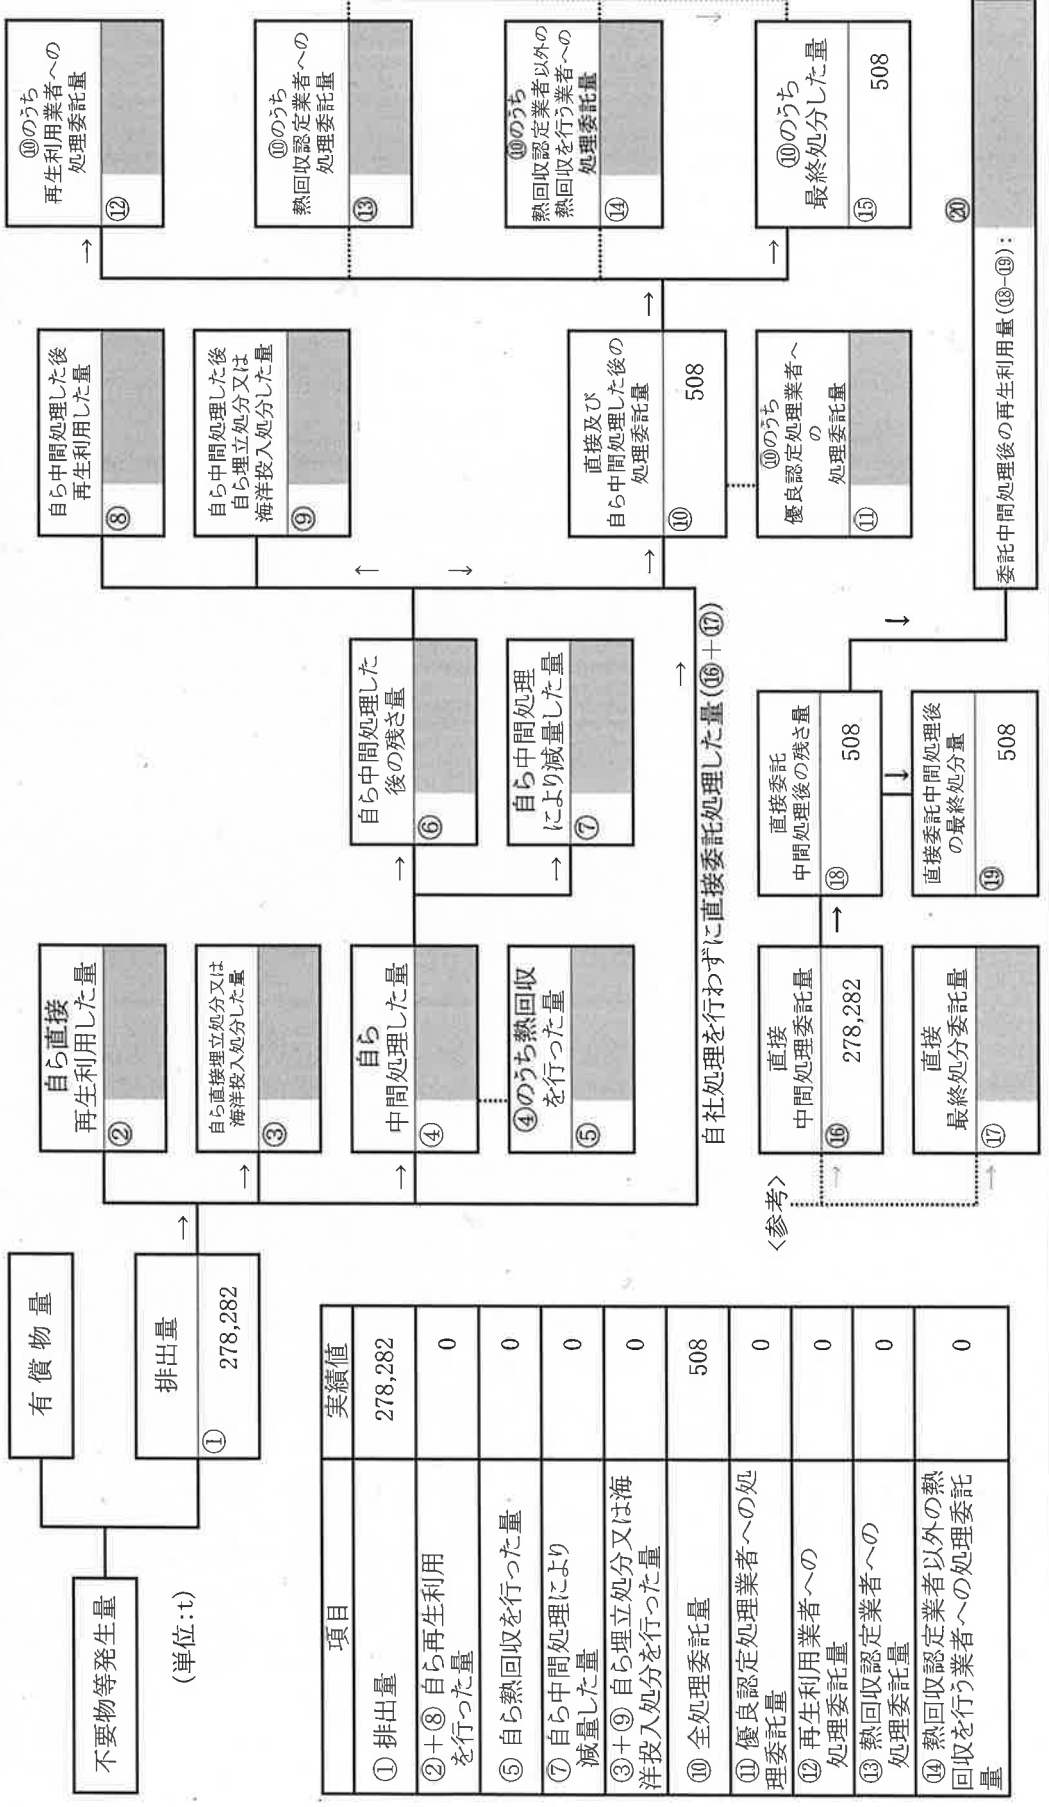 不要物等発生量
(単位:t)
有償物量
排出量
①
278,282
自ら直接
再生利用した量
②
自ら直接埋立処分又は
海洋投入処分した量
③
自ら
中間処理した量
④
④のうち熱回収
を行った量
⑤
自ら中間処理した
後の残さ量
⑥
自ら中間処理
により減量した量
⑦
自ら中間処理した後
再生利用した量
⑧
自ら中間処理した後
自ら埋立処分又は
海洋投入処分した量
⑨
直接及び
自ら中間処理した後の
処理委託量
⑩
508
⑩のうち
優良認定処理業者へ
の
処理委託量
⑪
⑩のうち
再生利用業者への
処理委託量
⑫
⑩のうち
熱回収認定業者への
処理委託量
⑬
⑩のうち
熱回収認定業者以外の
熱回収を行う業者への
処理委託量
⑭
⑩のうち
最終処分した量
⑮
508
自社処理を行わずに直接委託処理した量(⑯+⑰)
<参考>
直接
中間処理委託量
⑯
278,282
直接
最終処分委託量
⑰
直接委託
中間処理後の残さ量
⑱
508
直接委託中間処理後
の最終処分量
⑲
508
委託中間処理後の再生利用量(⑱-⑲):
⑳
項目 実績値
① 排出量 278,282
②+⑧ 自ら再生利用
を行った量 0
⑤ 自ら熱回収を行った量 0
⑦ 自ら中間処理により
減量した量 0
③+⑨ 自ら埋立処分又は海
洋投入処分を行った量 0
⑩ 全処理委託量 508
⑪ 優良認定処理業者への処
理委託量 0
⑫ 再生利用業者への
処理委託量 0
⑬ 熱回収認定業者への
処理委託量 0
⑭ 熱回収認定業者以外の熱
回収を行う業者への処理委託
量 0